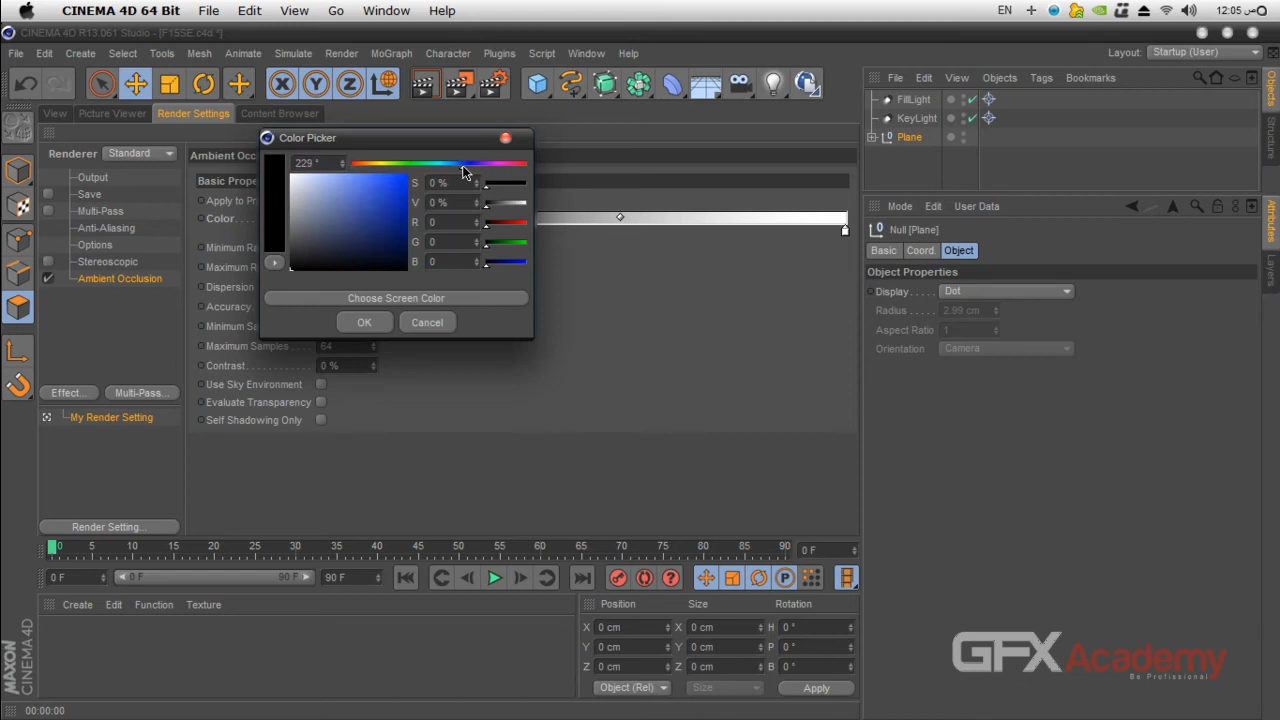 CINEMA 4D 64 Bit File Edit View Go Window Help EN 12:05ص
CINEMA 4D R13.061 Studio - [F15SE.c4d *]
File Edit Create Select Tools Mesh Animate Simulate Render MoGraph Character Plugins Script Window Help Layout: Startup (User)
File Edit View Objects Tags Bookmarks
View Picture Viewer Render Settings Content Browser
FillLight
KeyLight
Plane
Objects
Structure
Attributes
Layers
Color Picker
Renderer Standard
Output
Save
Multi-Pass
Anti-Aliasing
Options
Stereoscopic
Ambient Occlusion
Effect... Multi-Pass...
My Render Setting
Render Setting...
Ambient Occ
Basic Prope
Apply to P
Color
Minimum Ra
Maximum R
Dispersion
Accuracy
Minimum Sa
Maximum Samples 64
Contrast 0 %
Use Sky Environment
Evaluate Transparency
Self Shadowing Only
229 °
S 0 %
V 0 %
R 0
G 0
B 0
Choose Screen Color
OK Cancel
Mode Edit User Data
Null [Plane]
Basic Coord. Object
Object Properties
Display Dot
Radius 2.99 cm
Aspect Ratio 1
Orientation Camera
0 5 10 15 20 25 30 35 40 45 50 55 60 65 70 75 80 85 90 0 F
0 F 0 F 90 F 90 F
P
Create Edit Function Texture
Position Size Rotation
X 0 cm X 0 cm H 0 °
Y 0 cm Y 0 cm P 0 °
Z 0 cm Z 0 cm B 0 °
Object (Rel) Size Apply
MAXON
CINEMA 4D
GFX Academy
Be Professional
00:00:00
X Y Z